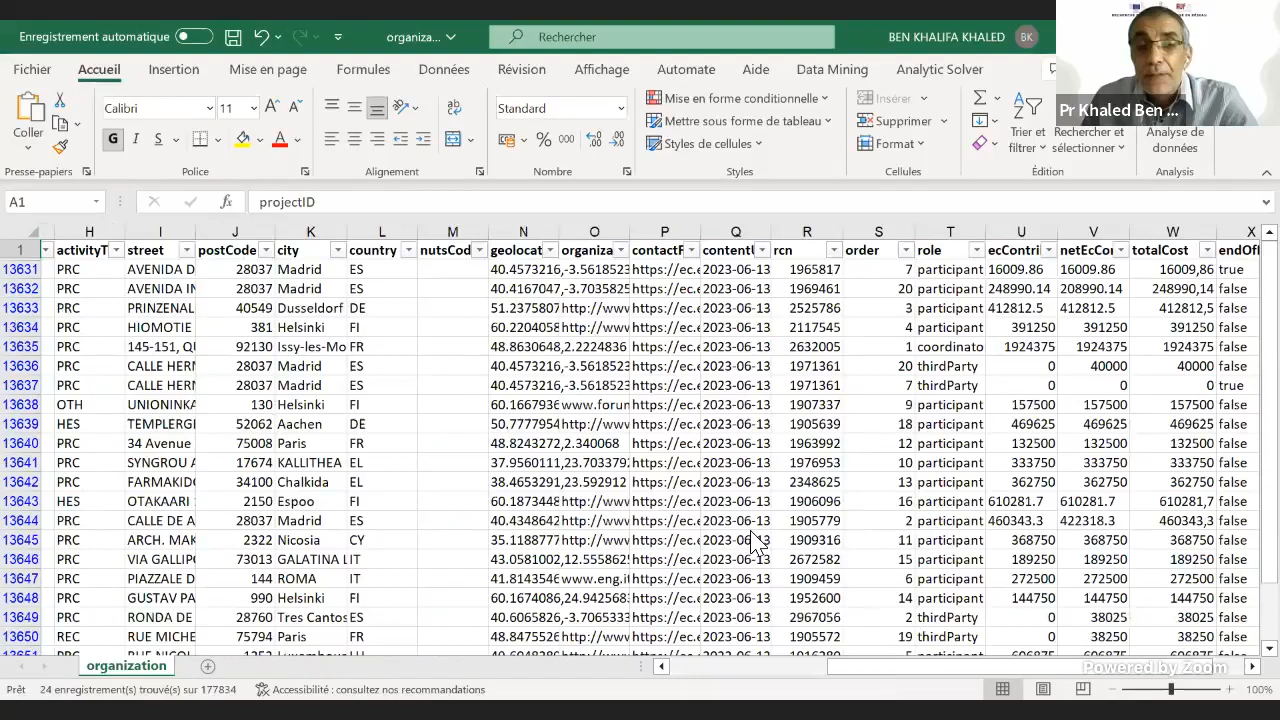 Enregistrement automatique organiza... Rechercher BEN KHALIFA KHALED BK
Pr Khaled Ben ...
Fichier Accueil Insertion Mise en page Formules Données Révision Affichage Automate Aide Data Mining Analytic Solver
Coller Calibri 11 Standard Mise en forme conditionnelle Insérer
Mettre sous forme de tableau Supprimer
G I S % 000 Styles de cellules Format
Trier et filtrer Rechercher et sélectionner Analyse de données
Presse-papiers Police Alignement Nombre Styles Cellules Édition Analysis
A1 fx projectID
H I J K L M N O P Q R S T U V W X
1 activityT street postCode city country nutsCod geolocat organiza contactF contentU rcn order role ecContri netEcCor totalCost endOf
13631 PRC AVENIDA D 28037 Madrid ES 40.4573216,-3.5618523 https://ec.e 2023-06-13 1965817 7 participant 16009.86 16009.86 16009,86 true
13632 PRC AVENIDA IN 28037 Madrid ES 40.4167047,-3.7035825 https://ec.e 2023-06-13 1969461 20 participant 248990.14 208990.14 248990,14 false
13633 PRC PRINZENAL 40549 Dusseldorf DE 51.2375807 http://www https://ec.e 2023-06-13 2525786 3 participant 412812.5 412812.5 412812,5 false
13634 PRC HIOMOTIE 381 Helsinki FI 60.2204058 http://www https://ec.e 2023-06-13 2117545 4 participant 391250 391250 391250 false
13635 PRC 145-151, QU 92130 Issy-les-Mo FR 48.8630648,2.2224836 https://ec.e 2023-06-13 2632005 1 coordinato 1924375 1924375 1924375 false
13636 PRC CALLE HERN 28037 Madrid ES 40.4573216,-3.5618523 https://ec.e 2023-06-13 1971361 20 thirdParty 0 40000 40000 false
13637 PRC CALLE HERN 28037 Madrid ES 40.4573216,-3.5618523 https://ec.e 2023-06-13 1971361 7 thirdParty 0 0 0 true
13638 OTH UNIONINKA 130 Helsinki FI 60.1667936 www.forun https://ec.e 2023-06-13 1907337 9 participant 157500 157500 157500 false
13639 HES TEMPLERGI 52062 Aachen DE 50.7777954 http://www https://ec.e 2023-06-13 1905639 18 participant 469625 469625 469625 false
13640 PRC 34 Avenue 75008 Paris FR 48.8243272,2.340068 https://ec.e 2023-06-13 1963992 12 participant 132500 132500 132500 false
13641 PRC SYNGROU A 17674 KALLITHEA EL 37.9560111,23.7033792 https://ec.e 2023-06-13 1976953 10 participant 333750 333750 333750 false
13642 PRC FARMAKIDO 34100 Chalkida EL 38.4653291,23.592912 https://ec.e 2023-06-13 2348625 13 participant 362750 362750 362750 false
13643 HES OTAKAARI 2150 Espoo FI 60.1873448 http://www https://ec.e 2023-06-13 1906096 16 participant 610281.7 610281.7 610281,7 false
13644 PRC CALLE DE A 28037 Madrid ES 40.4348642 http://www https://ec.e 2023-06-13 1905779 2 participant 460343.3 422318.3 460343,3 false
13645 PRC ARCH. MAK 2322 Nicosia CY 35.1188777 http://www https://ec.e 2023-06-13 1909316 11 participant 368750 368750 368750 false
13646 PRC VIA GALLIPO 73013 GALATINA L IT 43.0581002,12.5558625 https://ec.e 2023-06-13 2672582 15 participant 189250 189250 189250 false
13647 PRC PIAZZALE D 144 ROMA IT 41.8143546 www.eng.it https://ec.e 2023-06-13 1909459 6 participant 272500 272500 272500 false
13648 PRC GUSTAV PA 990 Helsinki FI 60.1674086,24.9425683 https://ec.e 2023-06-13 1952600 14 participant 144750 144750 144750 false
13649 PRC RONDA DE 28760 Tres Cantos ES 40.6065826,-3.7065333 https://ec.e 2023-06-13 2967056 2 thirdParty 0 38025 38025 false
13650 REC RUE MICHE 75794 Paris FR 48.8475526 http://www https://ec.e 2023-06-13 1905572 19 thirdParty 0 38250 38250 false
organization
Powered by Zoom
Prêt 24 enregistrement(s) trouvé(s) sur 177834 Accessibilité : consultez nos recommandations 100%